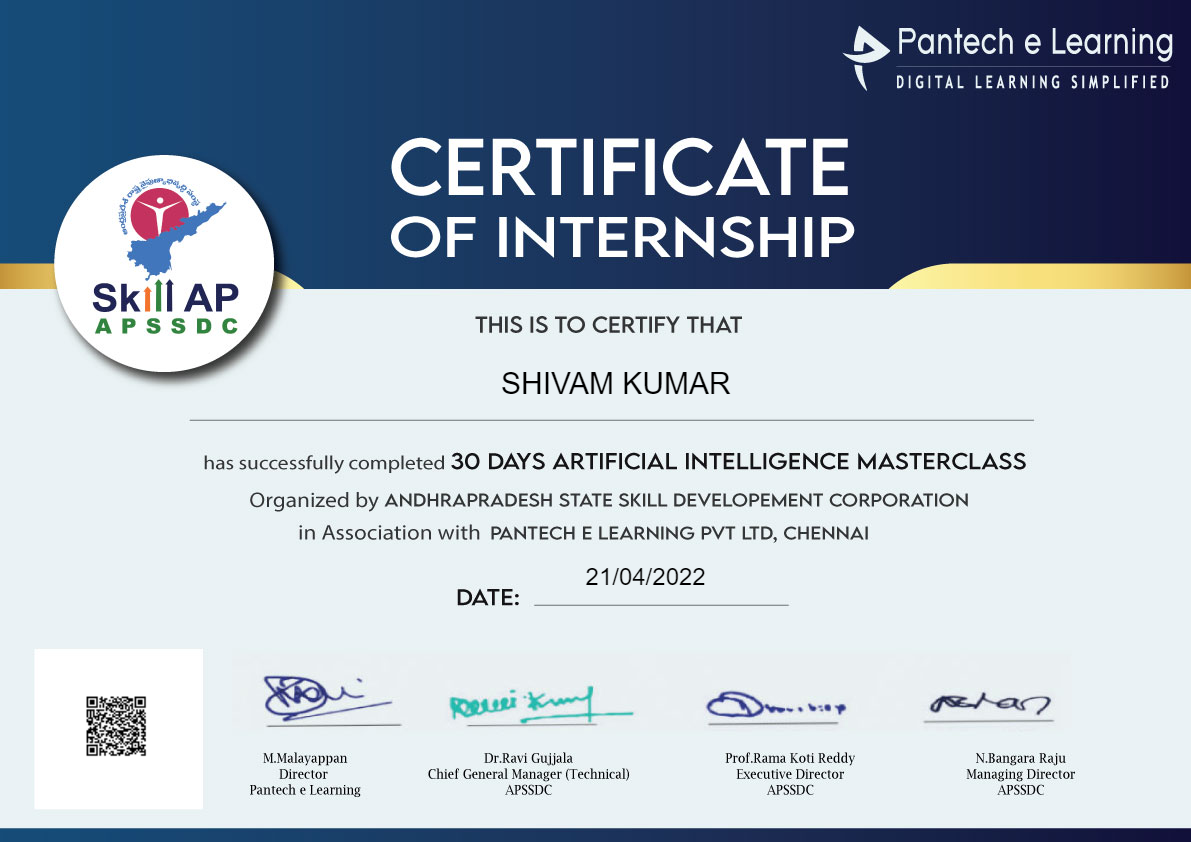 Pantech e Learning
DIGITAL LEARNING SIMPLIFIED
CERTIFICATE
OF INTERNSHIP
ఆంధ్రప్రదేశ్ రాష్ట్ర నైపుణ్యాభివృద్ధి సంస్థ
Skill AP
APSSDC
THIS IS TO CERTIFY THAT
SHIVAM KUMAR
has successfully completed 30 DAYS ARTIFICIAL INTELLIGENCE MASTERCLASS
Organized by ANDHRAPRADESH STATE SKILL DEVELOPEMENT CORPORATION
in Association with PANTECH E LEARNING PVT LTD, CHENNAI
21/04/2022
DATE:
M.Malayappan
Director
Pantech e Learning
Dr.Ravi Gujjala
Chief General Manager (Technical)
APSSDC
Prof.Rama Koti Reddy
Executive Director
APSSDC
N.Bangara Raju
Managing Director
APSSDC